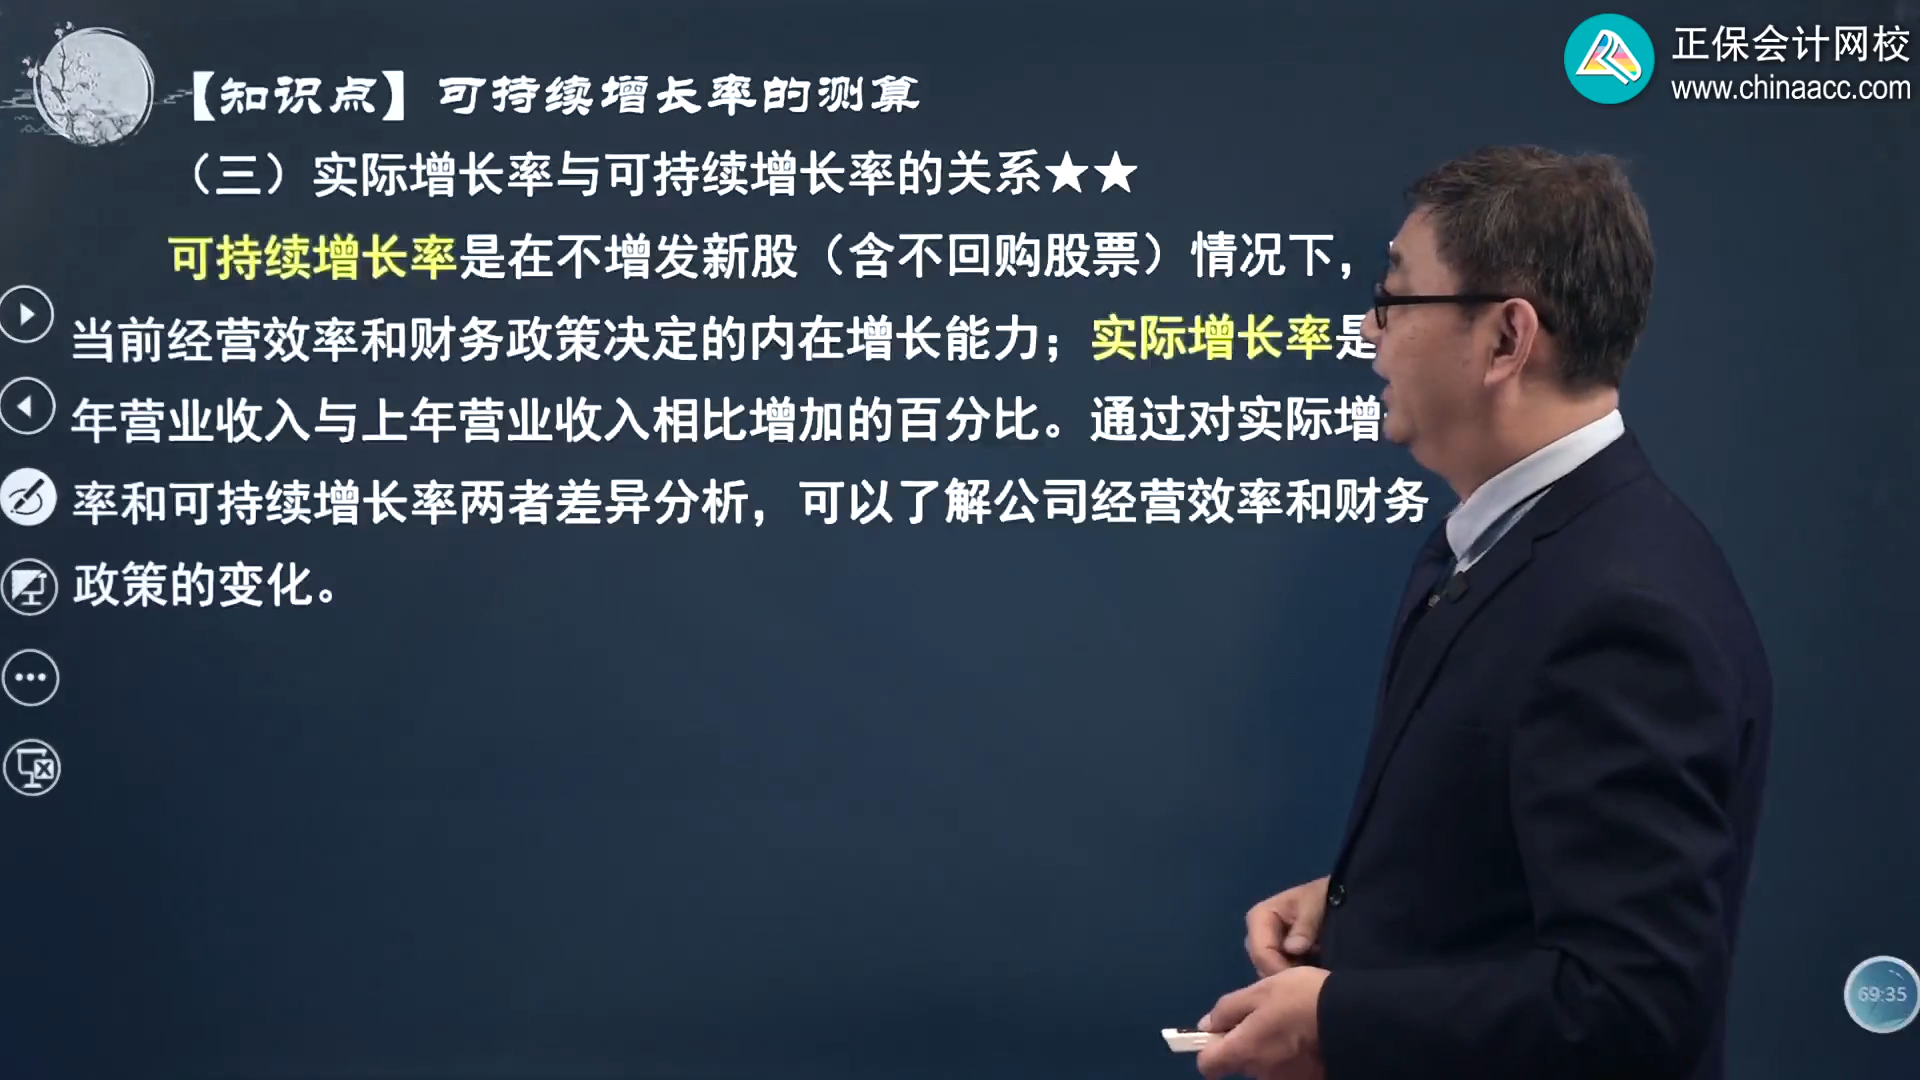 正保会计网校
www.chinaacc.com
【知识点】可持续增长率的测算
（三）实际增长率与可持续增长率的关系★★
可持续增长率是在不增发新股（含不回购股票）情况下，
当前经营效率和财务政策决定的内在增长能力；实际增长率是
年营业收入与上年营业收入相比增加的百分比。通过对实际增
率和可持续增长率两者差异分析，可以了解公司经营效率和财务
政策的变化。
69:35